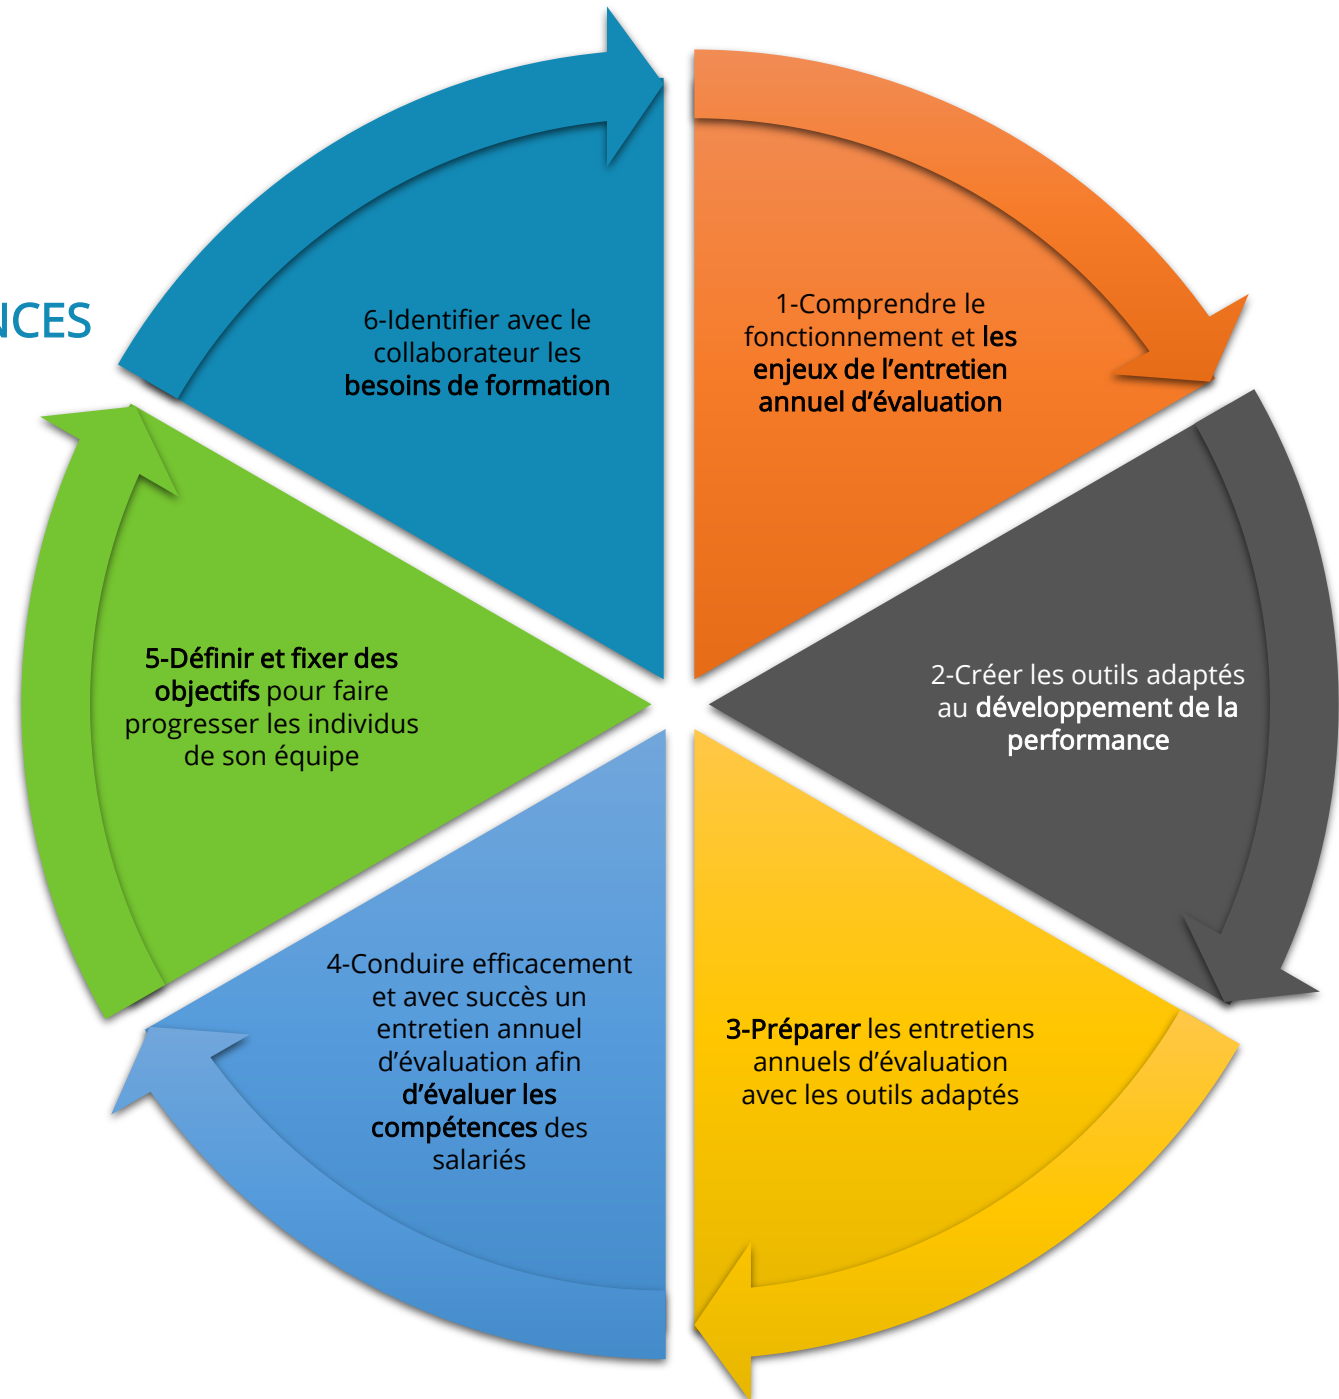 NCES
1-Comprendre le
fonctionnement et les
enjeux de l’entretien
annuel d’évaluation
2-Créer les outils adaptés
au développement de la
performance
3-Préparer les entretiens
annuels d’évaluation
avec les outils adaptés
4-Conduire efficacement
et avec succès un
entretien annuel
d’évaluation afin
d’évaluer les
compétences des
salariés
5-Définir et fixer des
objectifs pour faire
progresser les individus
de son équipe
6-Identifier avec le
collaborateur les
besoins de formation